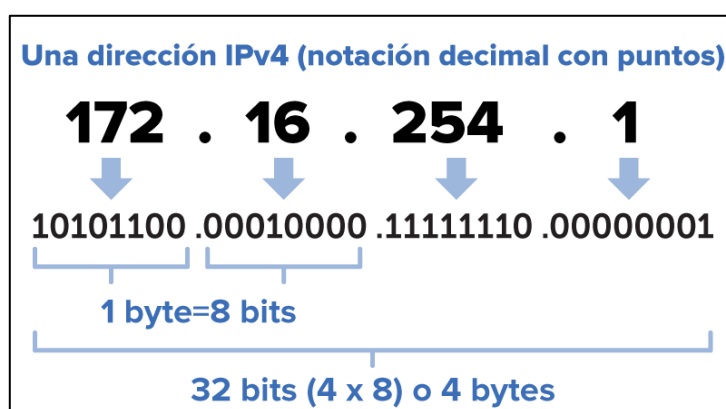 Una dirección IPv4 (notación decimal con puntos)
172 . 16 . 254 . 1
10101100 .00010000 .11111110 .00000001
1 byte=8 bits
32 bits (4 x 8) o 4 bytes